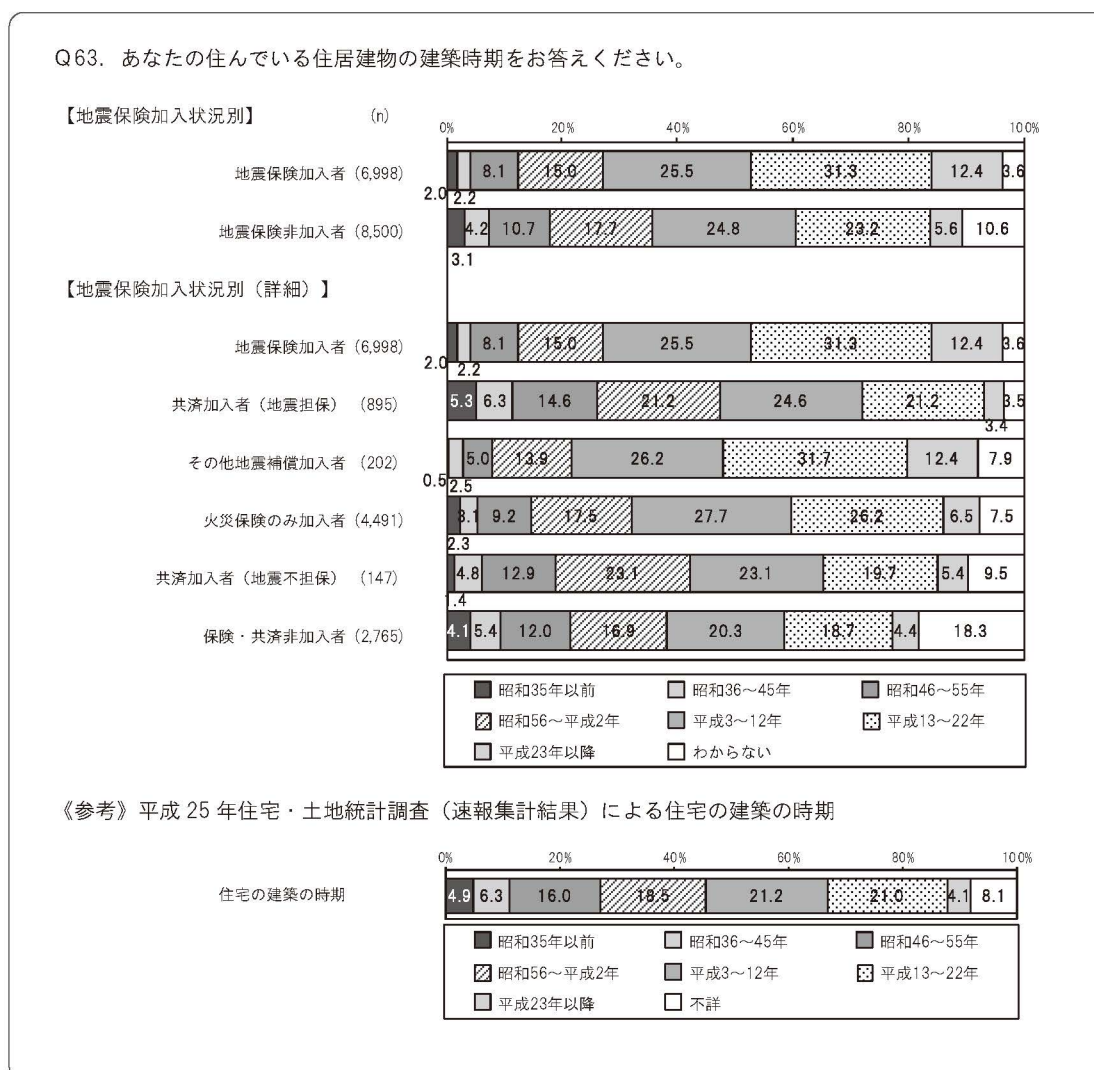 Q63．あなたの住んでいる住居建物の建築時期をお答えください。
【地震保険加入状況別】 (n)
0% 20% 40% 60% 80% 100%
地震保険加入者 (6,998) 8.1 15.0 25.5 31.3 12.4 3.6
2.0 2.2
地震保険非加入者 (8,500) 4.2 10.7 17.7 24.8 23.2 5.6 10.6
3.1
【地震保険加入状況別（詳細）】
地震保険加入者 (6,998) 8.1 15.0 25.5 31.3 12.4 3.6
2.0 2.2
共済加入者（地震担保） (895) 5.3 6.3 14.6 21.2 24.6 21.2 3.5
3.4
その他地震補償加入者 (202) 5.0 13.9 26.2 31.7 12.4 7.9
0.5 2.5
火災保険のみ加入者 (4,491) 3.1 9.2 17.5 27.7 26.2 6.5 7.5
2.3
共済加入者（地震不担保） (147) 4.8 12.9 23.1 23.1 19.7 5.4 9.5
1.4
保険・共済非加入者 (2,765) 4.1 5.4 12.0 16.9 20.3 18.7 4.4 18.3
昭和35年以前 昭和36～45年 昭和46～55年
昭和56～平成2年 平成3～12年 平成13～22年
平成23年以降 わからない
《参考》平成 25 年住宅・土地統計調査（速報集計結果）による住宅の建築の時期
0% 20% 40% 60% 80% 100%
住宅の建築の時期 4.9 6.3 16.0 18.5 21.2 21.0 4.1 8.1
昭和35年以前 昭和36～45年 昭和46～55年
昭和56～平成2年 平成3～12年 平成13～22年
平成23年以降 不詳